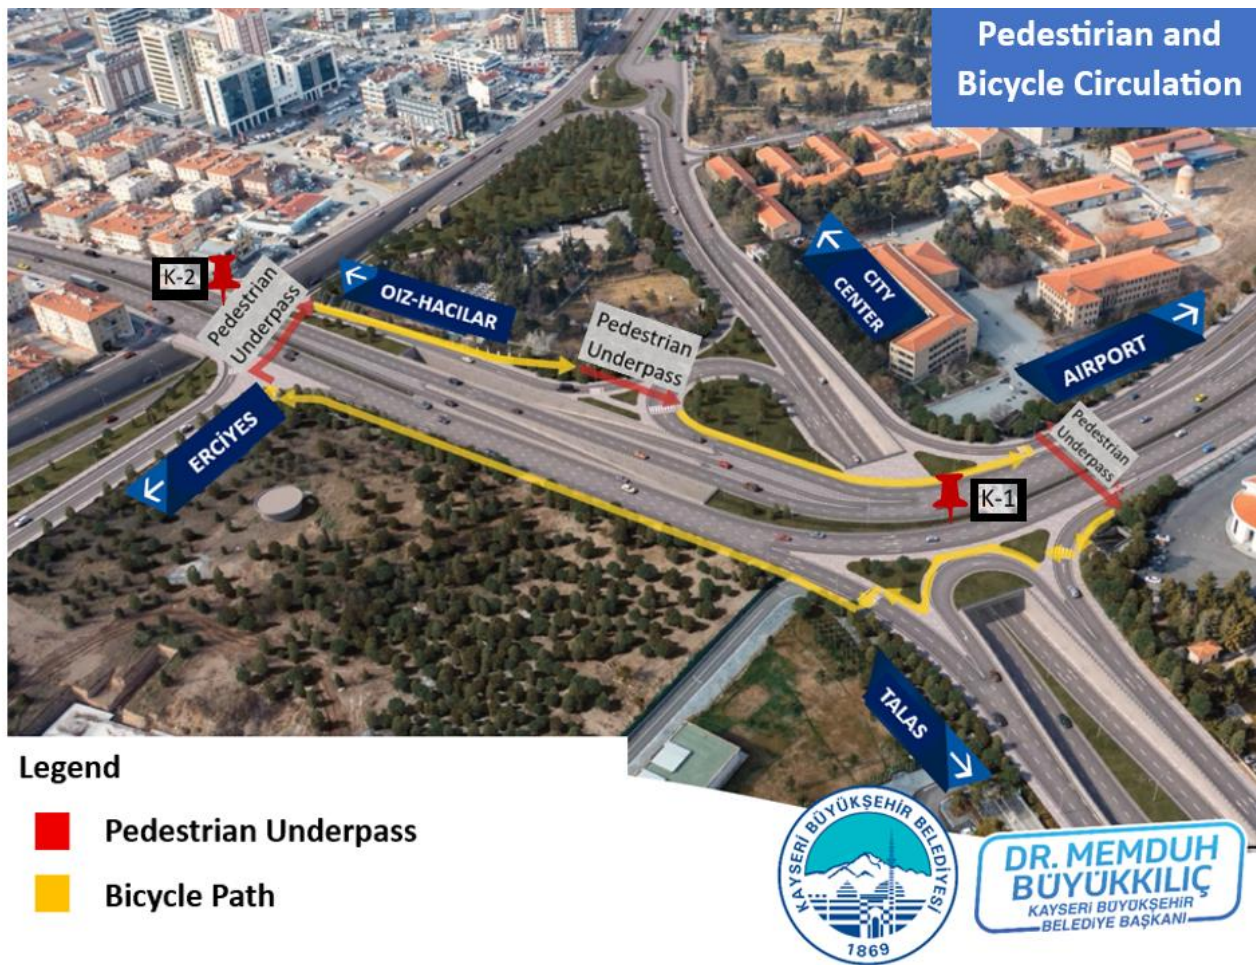 Pedestirian and
Bicycle Circulation
K-2
Pedestrian
Underpass
OIZ-HACILAR
Pedestrian
Underpass
CITY
CENTER
AIRPORT
Pedestrian
Underpass
ERCİYES
K-1
TALAS
Legend
Pedestrian Underpass
Bicycle Path
KAYSERİ BÜYÜKŞEHİR BELEDİYESİ
1869
DR. MEMDUH
BÜYÜKKILIÇ
KAYSERİ BÜYÜKŞEHİR
BELEDİYE BAŞKANI